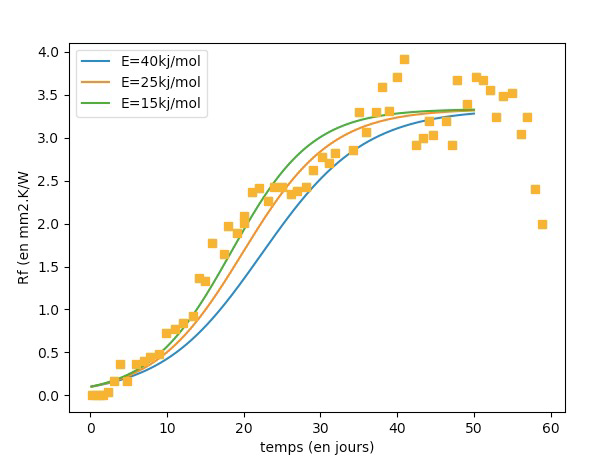 E=40kj/mol
E=25kj/mol
E=15kj/mol
Rf (en mm2.K/W
4.0
3.5
3.0
2.5
2.0
1.5
1.0
0.5
0.0
0 10 20 30 40 50 60
temps (en jours)